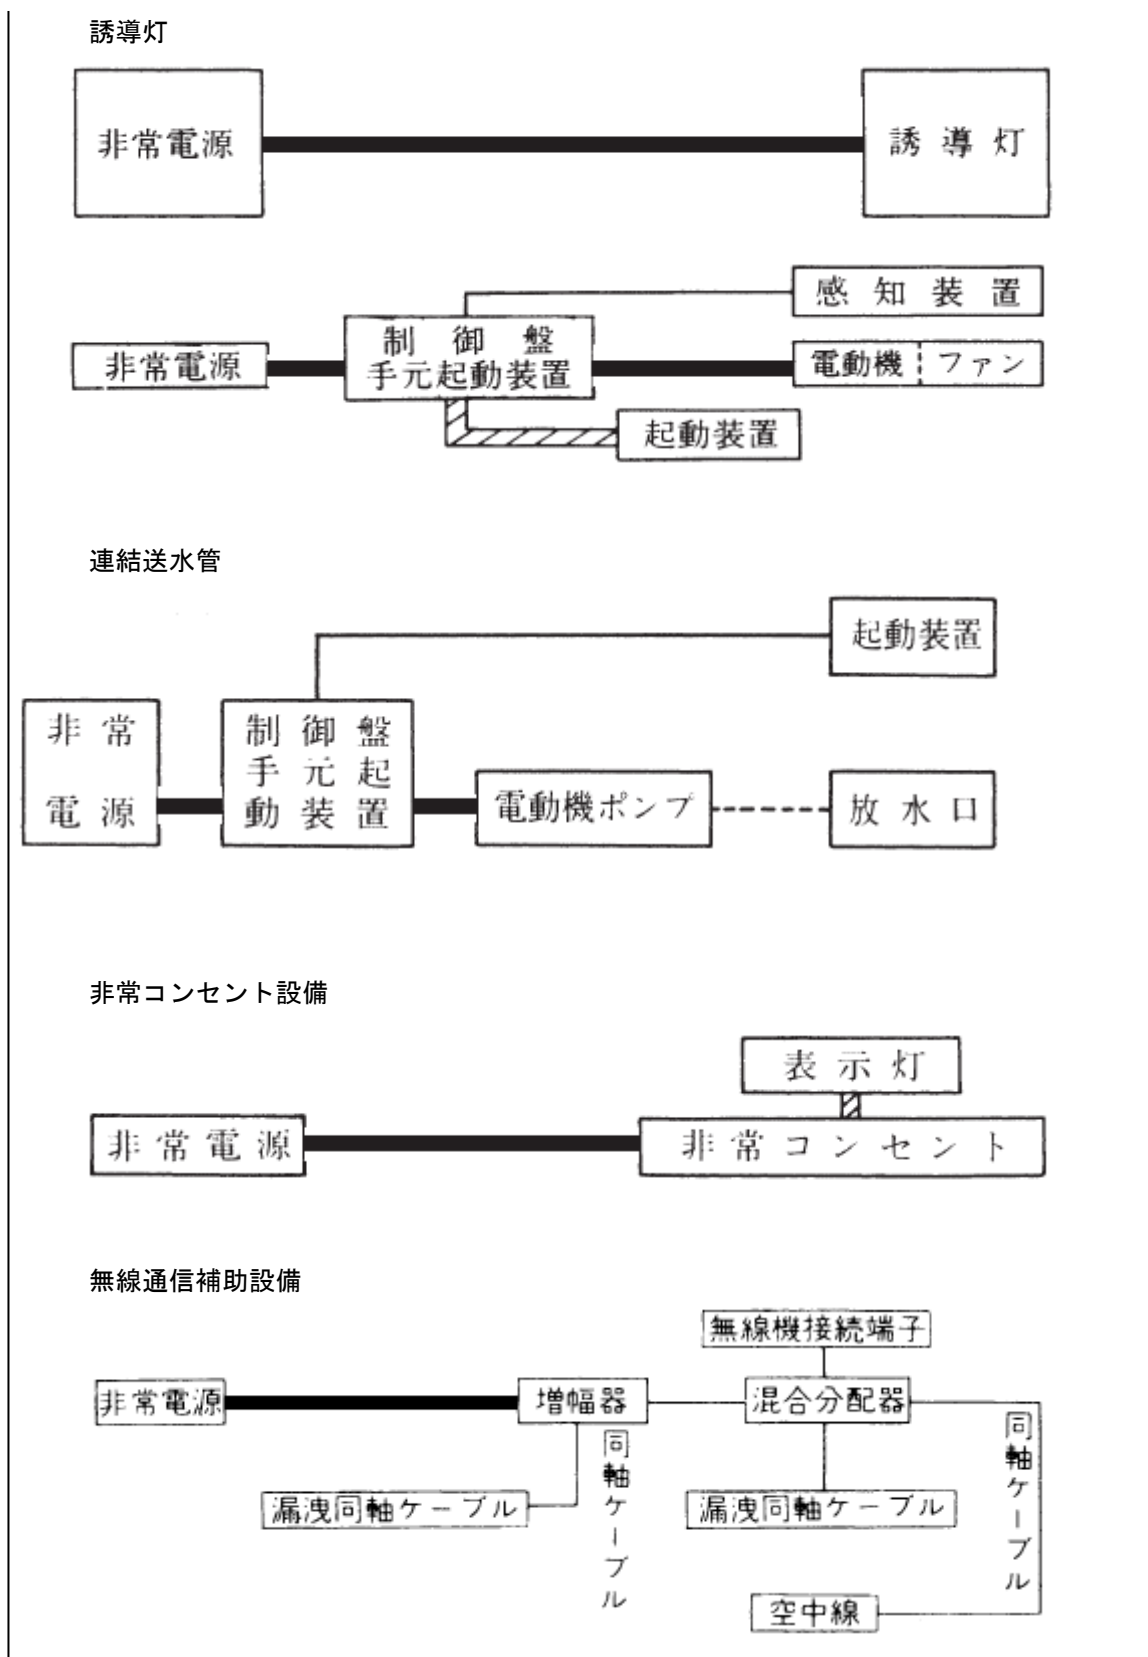 誘導灯
非常電源
誘導灯
感知装置
制御盤
手元起動装置
非常電源
電動機
ファン
起動装置
連結送水管
起動装置
非常
電源
制御盤
手元起
動装置
電動機ポンプ
放水口
非常コンセント設備
表示灯
非常電源
非常コンセント
無線通信補助設備
無線機接続端子
非常電源
増幅器
混合分配器
同軸ケーブル
同軸ケーブル
漏洩同軸ケーブル
漏洩同軸ケーブル
空中線